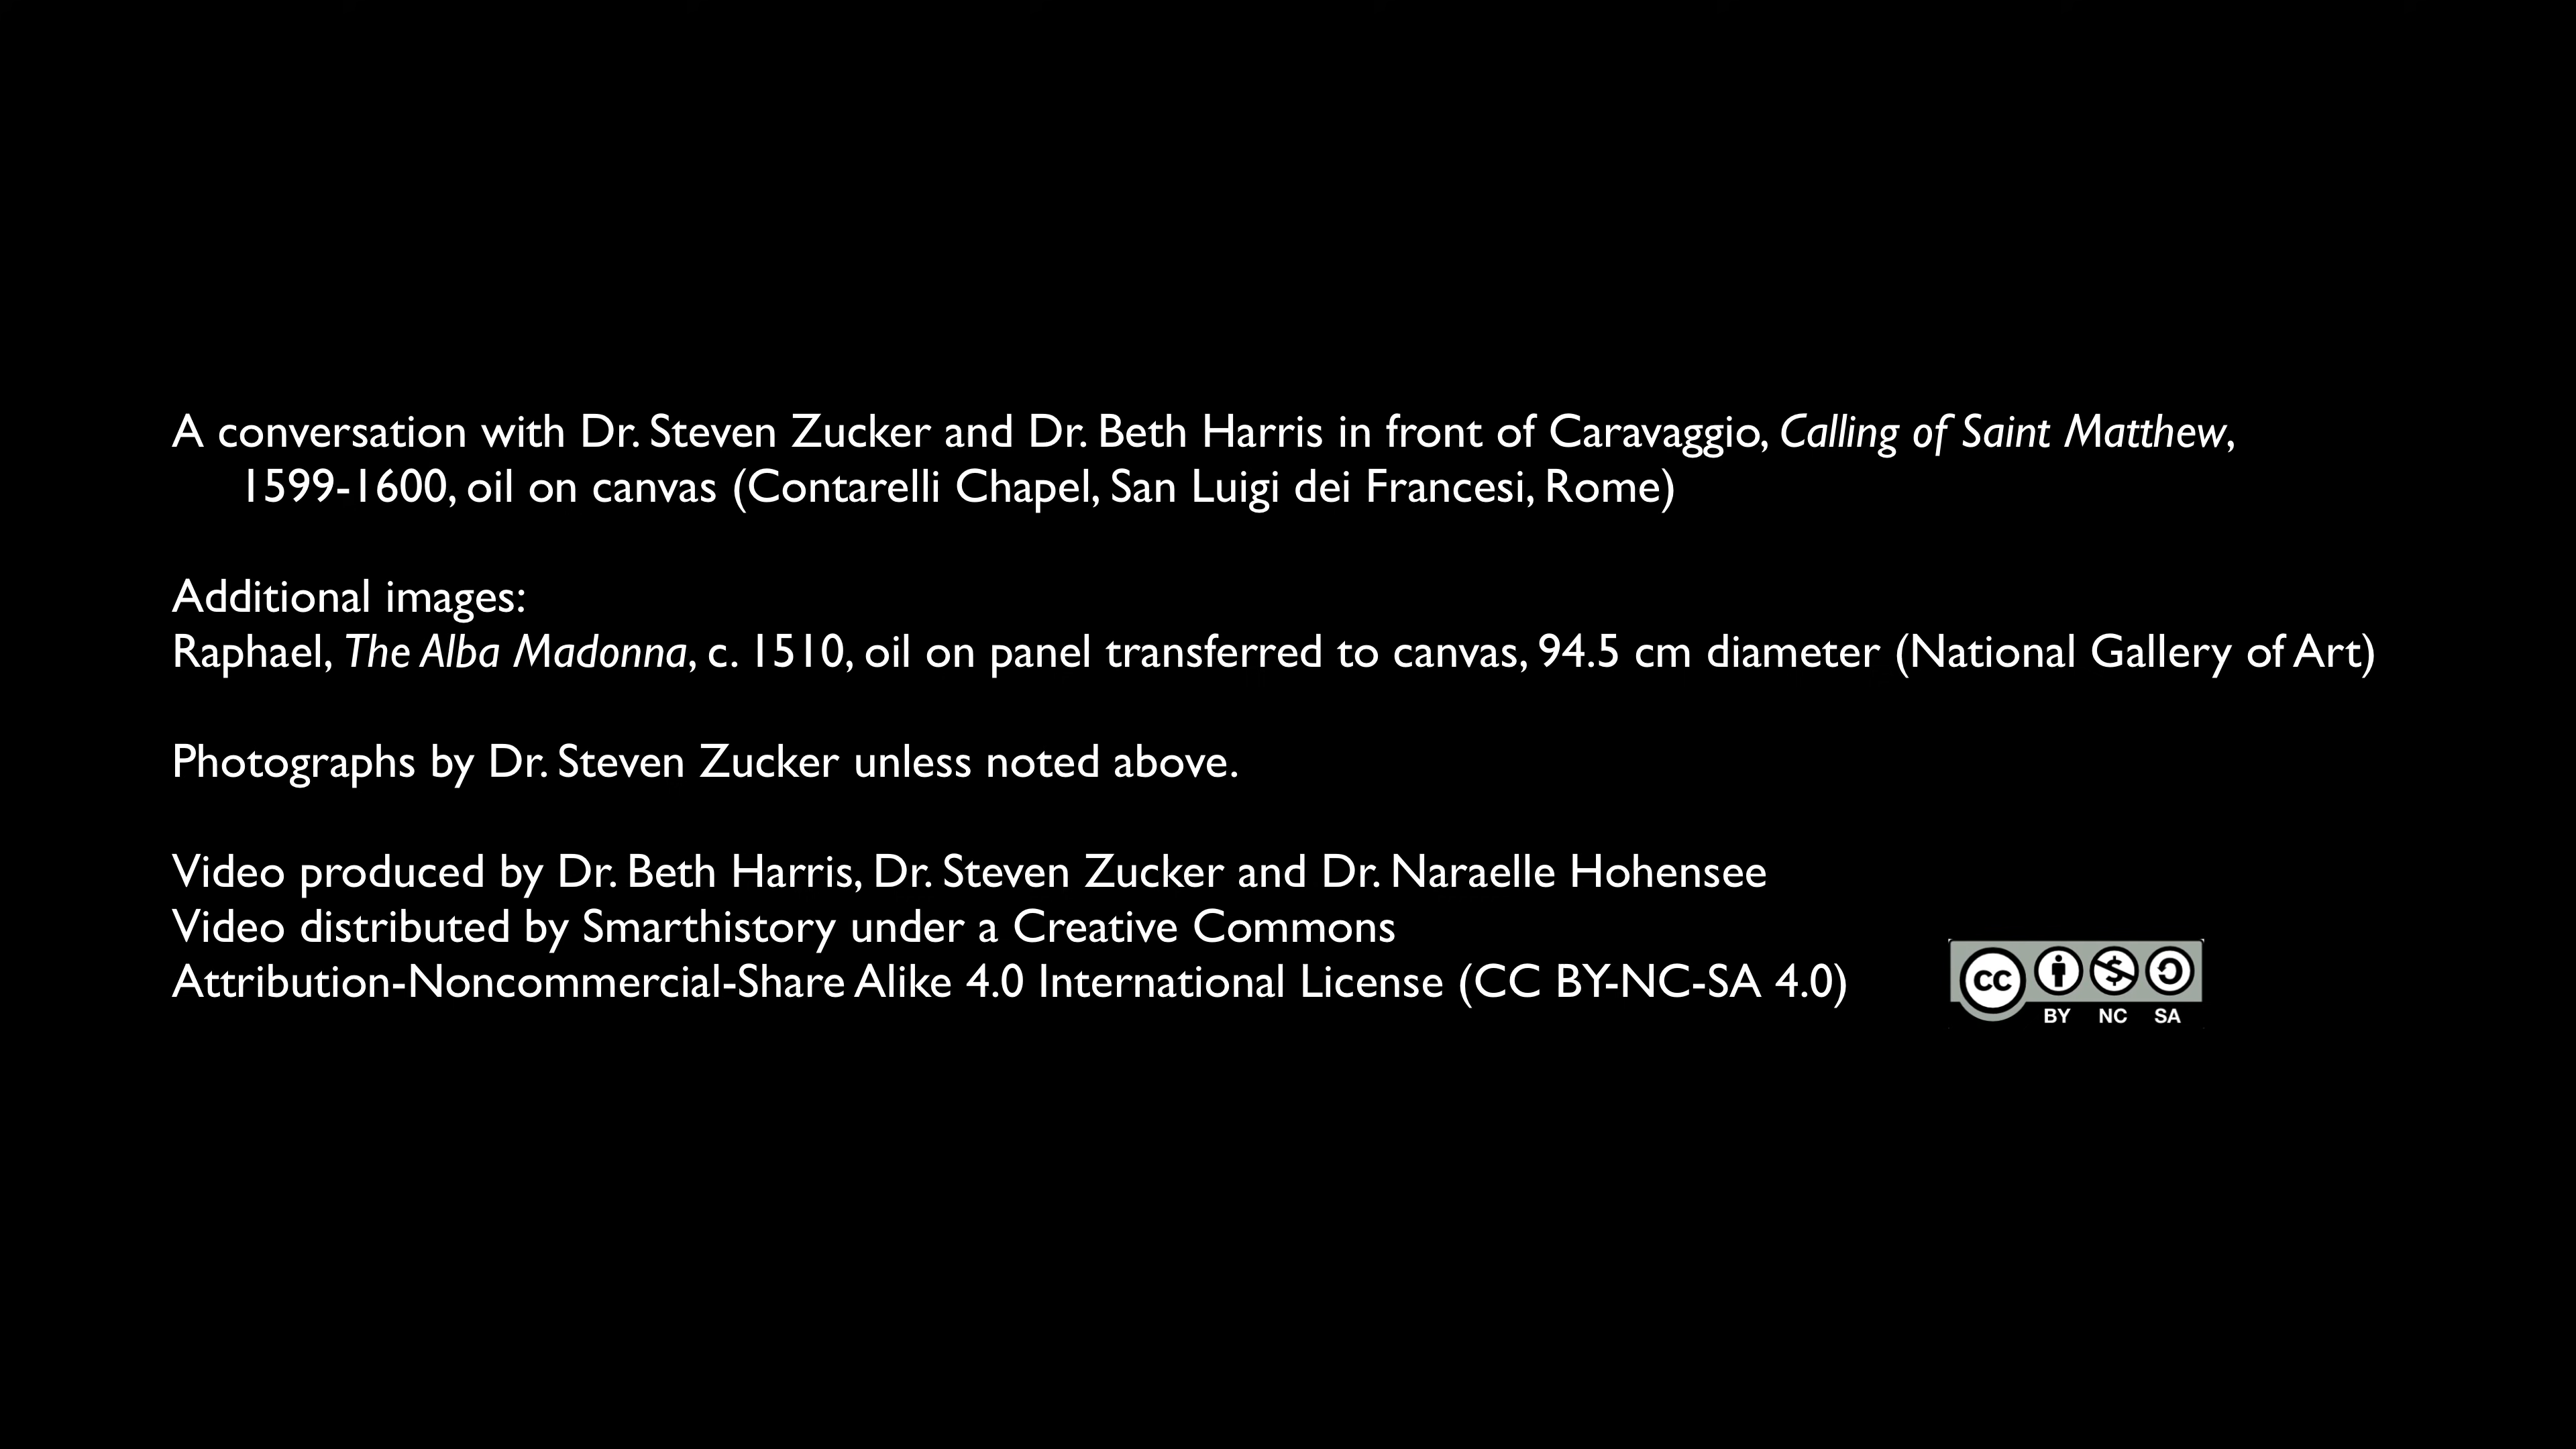 A conversation with Dr. Steven Zucker and Dr. Beth Harris in front of Caravaggio, Calling of Saint Matthew,
1599-1600, oil on canvas (Contarelli Chapel, San Luigi dei Francesi, Rome)
Additional images:
Raphael, The Alba Madonna, c. 1510, oil on panel transferred to canvas, 94.5 cm diameter (National Gallery of Art)
Photographs by Dr. Steven Zucker unless noted above.
Video produced by Dr. Beth Harris, Dr. Steven Zucker and Dr. Naraelle Hohensee
Video distributed by Smarthistory under a Creative Commons
Attribution-Noncommercial-Share Alike 4.0 International License (CC BY-NC-SA 4.0)
cc
BY NC SA